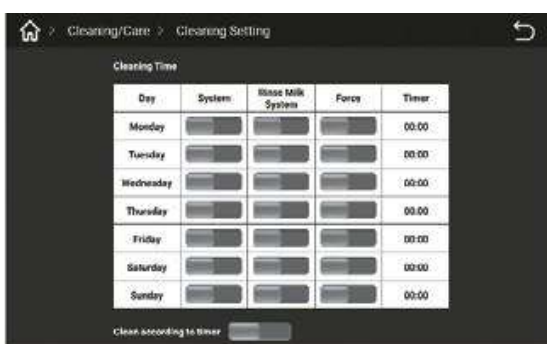 > Cleaning/Care > Cleaning Setting
Cleaning Time
Day System Rinse Milk System Force Timer
Monday 00:00
Tuesday 00:00
Wednesday 00:00
Thursday 00:00
Friday 00:00
Saturday 00:00
Sunday 00:00
Clean according to timer